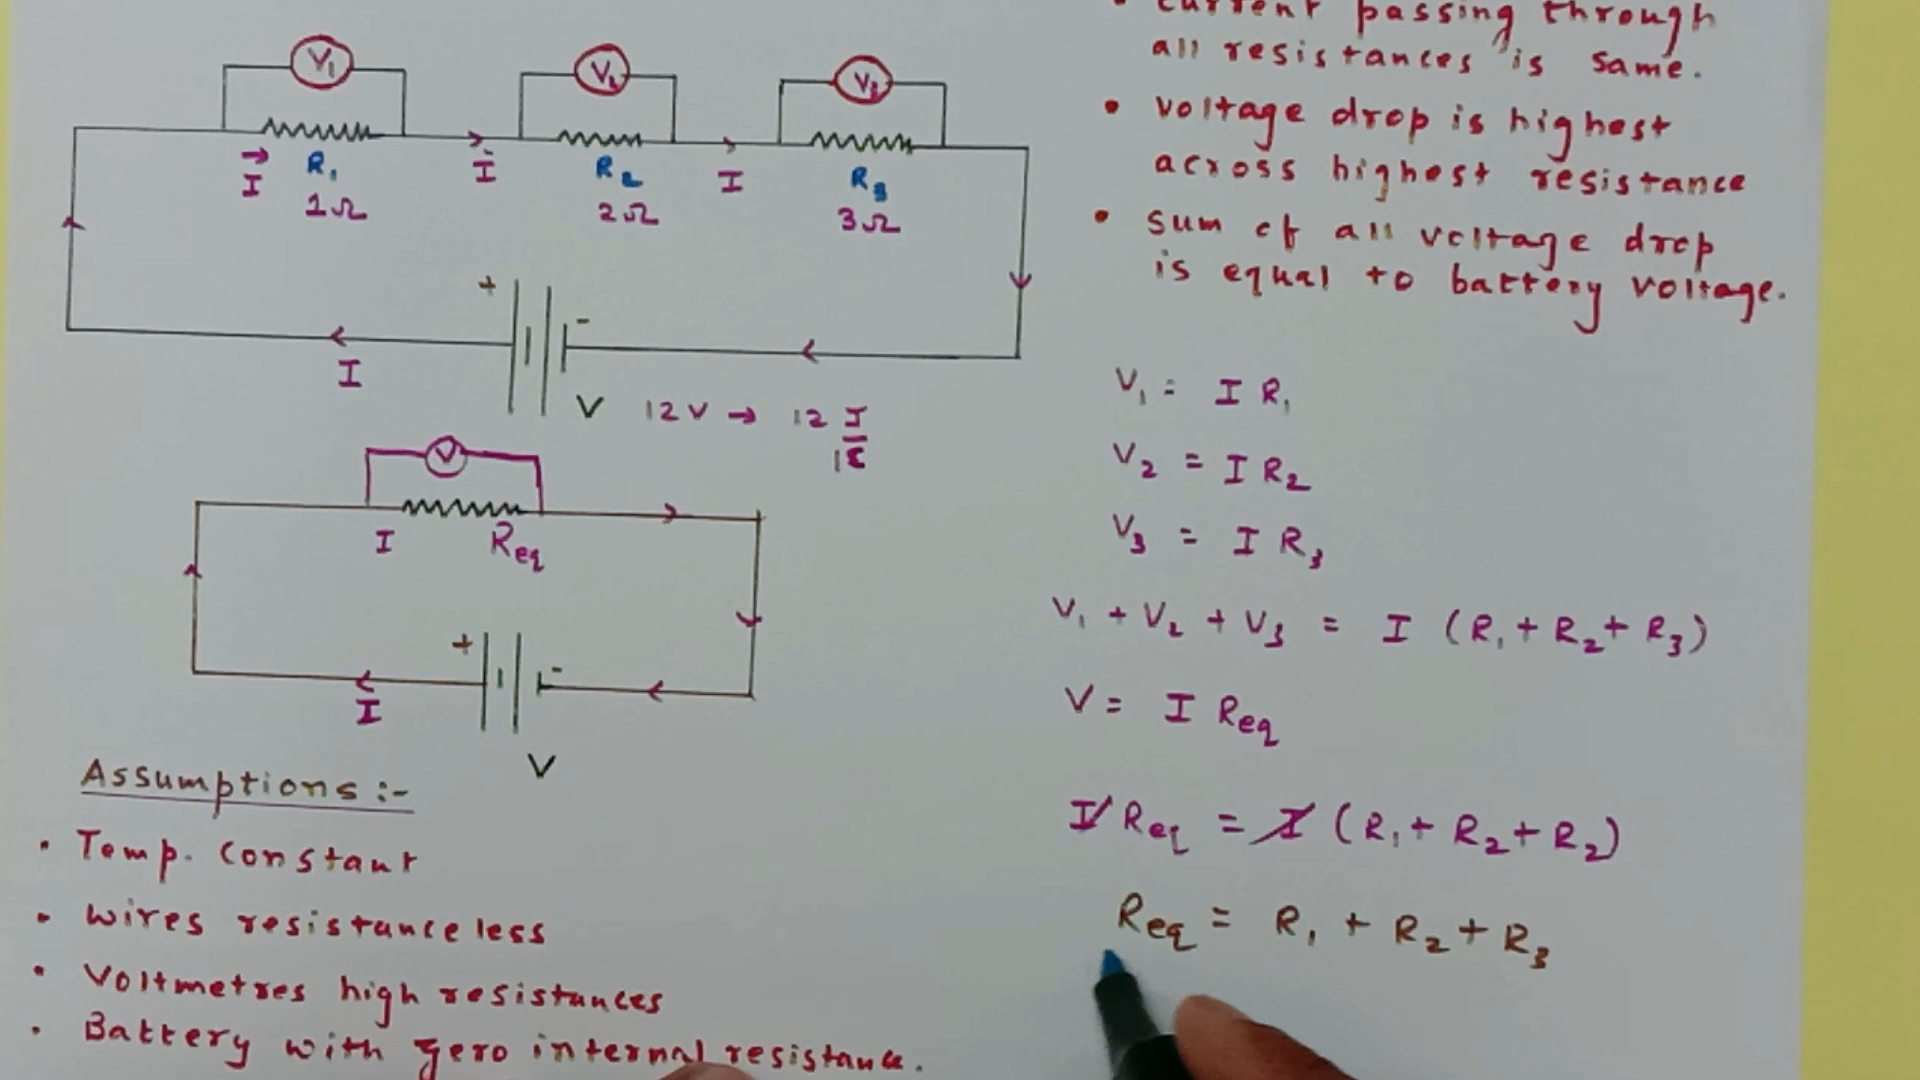 V₁
V₂
V₃
I
R₁
1Ω
I
R₂
2Ω
I
R₃
3Ω
+
-
I
V
12V → 12 J
1C
V
I
Req
+
-
I
V
Assumptions :-
• Temp. constant
• wires resistanceless
• Voltmetres high resistances
• Battery with zero internal resistance.
• current passing through
all resistances is same.
• voltage drop is highest
across highest resistance
• sum of all voltage drop
is equal to battery voltage.
V₁ = I R₁
V₂ = I R₂
V₃ = I R₃
V₁ + V₂ + V₃ = I (R₁ + R₂ + R₃)
V = I Req
I Req = I (R₁ + R₂ + R₂)
Req = R₁ + R₂ + R₃